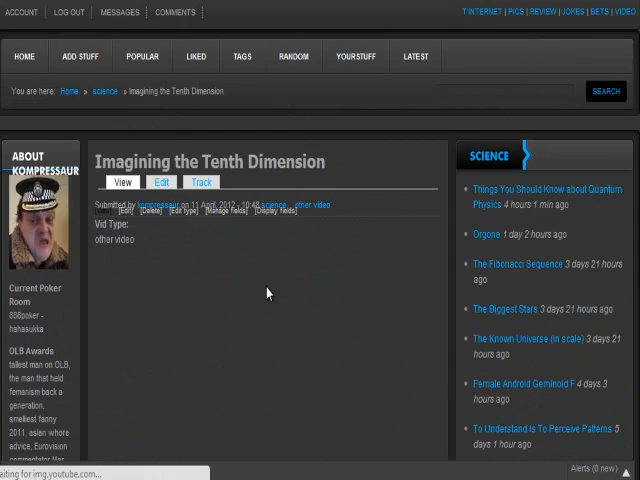 ACCOUNT LOG OUT MESSAGES COMMENTS
T'INTERNET | PICS | REVIEW | JOKES | BETS | VIDEO
HOME ADD STUFF POPULAR LIKED TAGS RANDOM YOURSTUFF LATEST
You are here: Home » science » Imagining the Tenth Dimension
SEARCH
ABOUT
KOMPRESSAUR
Current Poker
Room
888poker -
hahasukka
OLB Awards
tallest man on OLB,
the man that held
femanism back a
generation,
smellest fanny
2011, asian whore
advice, Eurovision
commentator Mar
Imagining the Tenth Dimension
View Edit Track
Submitted by kompressaur on 11 April, 2012 - 10:48 science other video
[View] [Edit] [Delete] [Edit type] [Manage fields] [Display fields]
Vid Type:
other video
SCIENCE
Things You Should Know about Quantum
Physics 4 hours 1 min ago
Orgone 1 day 2 hours ago
The Fibonacci Sequence 3 days 21 hours
ago
The Biggest Stars 3 days 21 hours ago
The Known Universe (in scale) 3 days 21
hours ago
Female Android Geminoid F 4 days 3
hours ago
To Understand Is To Perceive Patterns 5
days 1 hour ago
aiting for img.youtube.com...
Alerts (0 new)